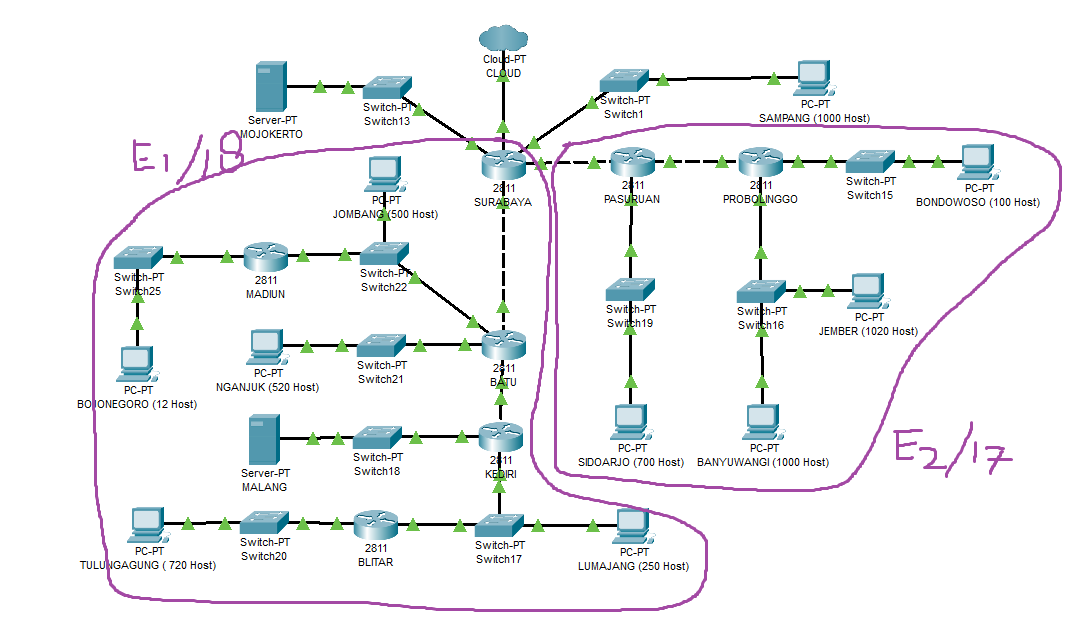 Cloud-PT
CLOUD
Server-PT
MOJOKERTO
Switch-PT
Switch13
Switch-PT
Switch1
PC-PT
SAMPANG (1000 Host)
E1/18
PC-PT
JOMBANG (500 Host)
2811
SURABAYA
2811
PASURUAN
2811
PROBOLINGGO
Switch-PT
Switch15
PC-PT
BONDOWOSO (100 Host)
Switch-PT
Switch25
2811
MADIUN
Switch-PT
Switch22
Switch-PT
Switch19
Switch-PT
Switch16
PC-PT
JEMBER (1020 Host)
PC-PT
BOJONEGORO (12 Host)
PC-PT
NGANJUK (520 Host)
Switch-PT
Switch21
2811
BATU
Server-PT
MALANG
Switch-PT
Switch18
2811
KEDIRI
PC-PT
SIDOARJO (700 Host)
PC-PT
BANYUWANGI (1000 Host)
E2/17
PC-PT
TULUNGAGUNG ( 720 Host)
Switch-PT
Switch20
2811
BLITAR
Switch-PT
Switch17
PC-PT
LUMAJANG (250 Host)